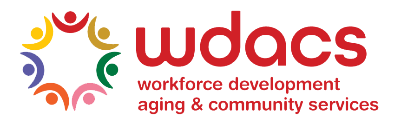 wdacs
workforce development
aging & community services